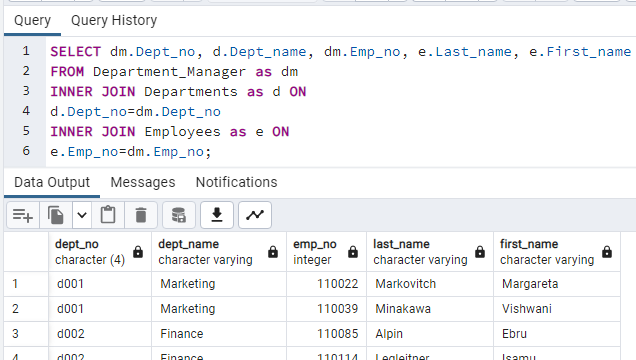 Query Query History
1 SELECT dm.Dept_no, d.Dept_name, dm.Emp_no, e.Last_name, e.First_name
2 FROM Department_Manager as dm
3 INNER JOIN Departments as d ON
4 d.Dept_no=dm.Dept_no
5 INNER JOIN Employees as e ON
6 e.Emp_no=dm.Emp_no;
Data Output Messages Notifications
dept_no dept_name emp_no last_name first_name
character (4) character varying integer character varying character varying
1 d001 Marketing 110022 Markovitch Margareta
2 d001 Marketing 110039 Minakawa Vishwani
3 d002 Finance 110085 Alpin Ebru
4 d002 Finance 110114 Legleitner Isamu